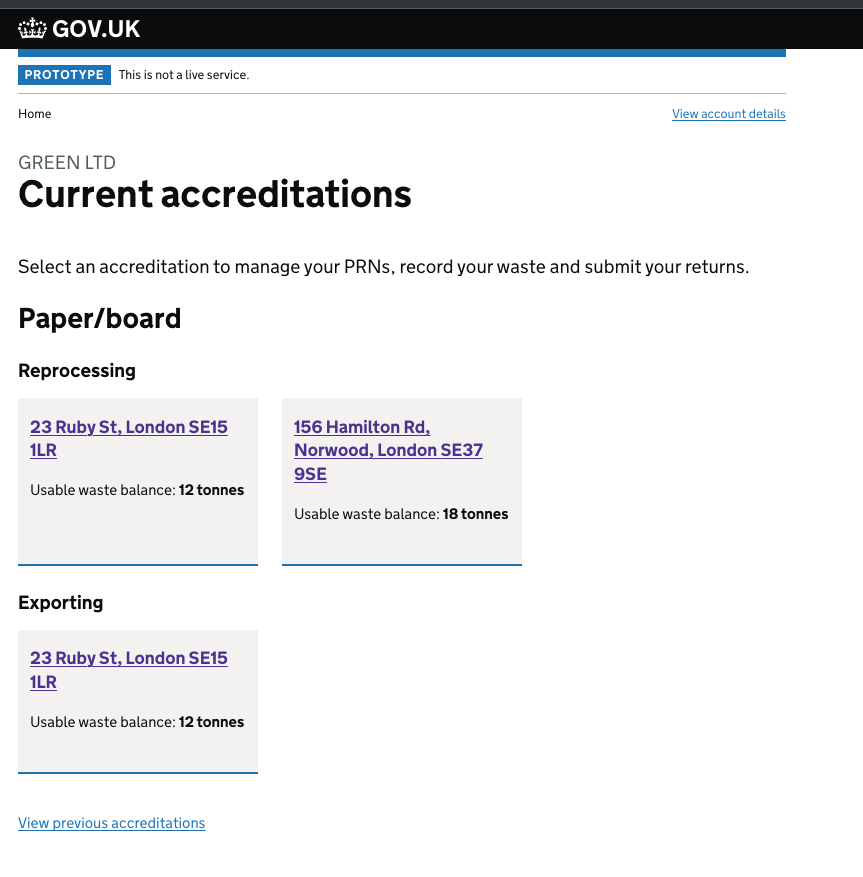 GOV.UK
PROTOTYPE This is not a live service.
Home View account details
GREEN LTD
Current accreditations
Select an accreditation to manage your PRNs, record your waste and submit your returns.
Paper/board
Reprocessing
23 Ruby St, London SE15
1LR
Usable waste balance: 12 tonnes
156 Hamilton Rd,
Norwood, London SE37
9SE
Usable waste balance: 18 tonnes
Exporting
23 Ruby St, London SE15
1LR
Usable waste balance: 12 tonnes
View previous accreditations